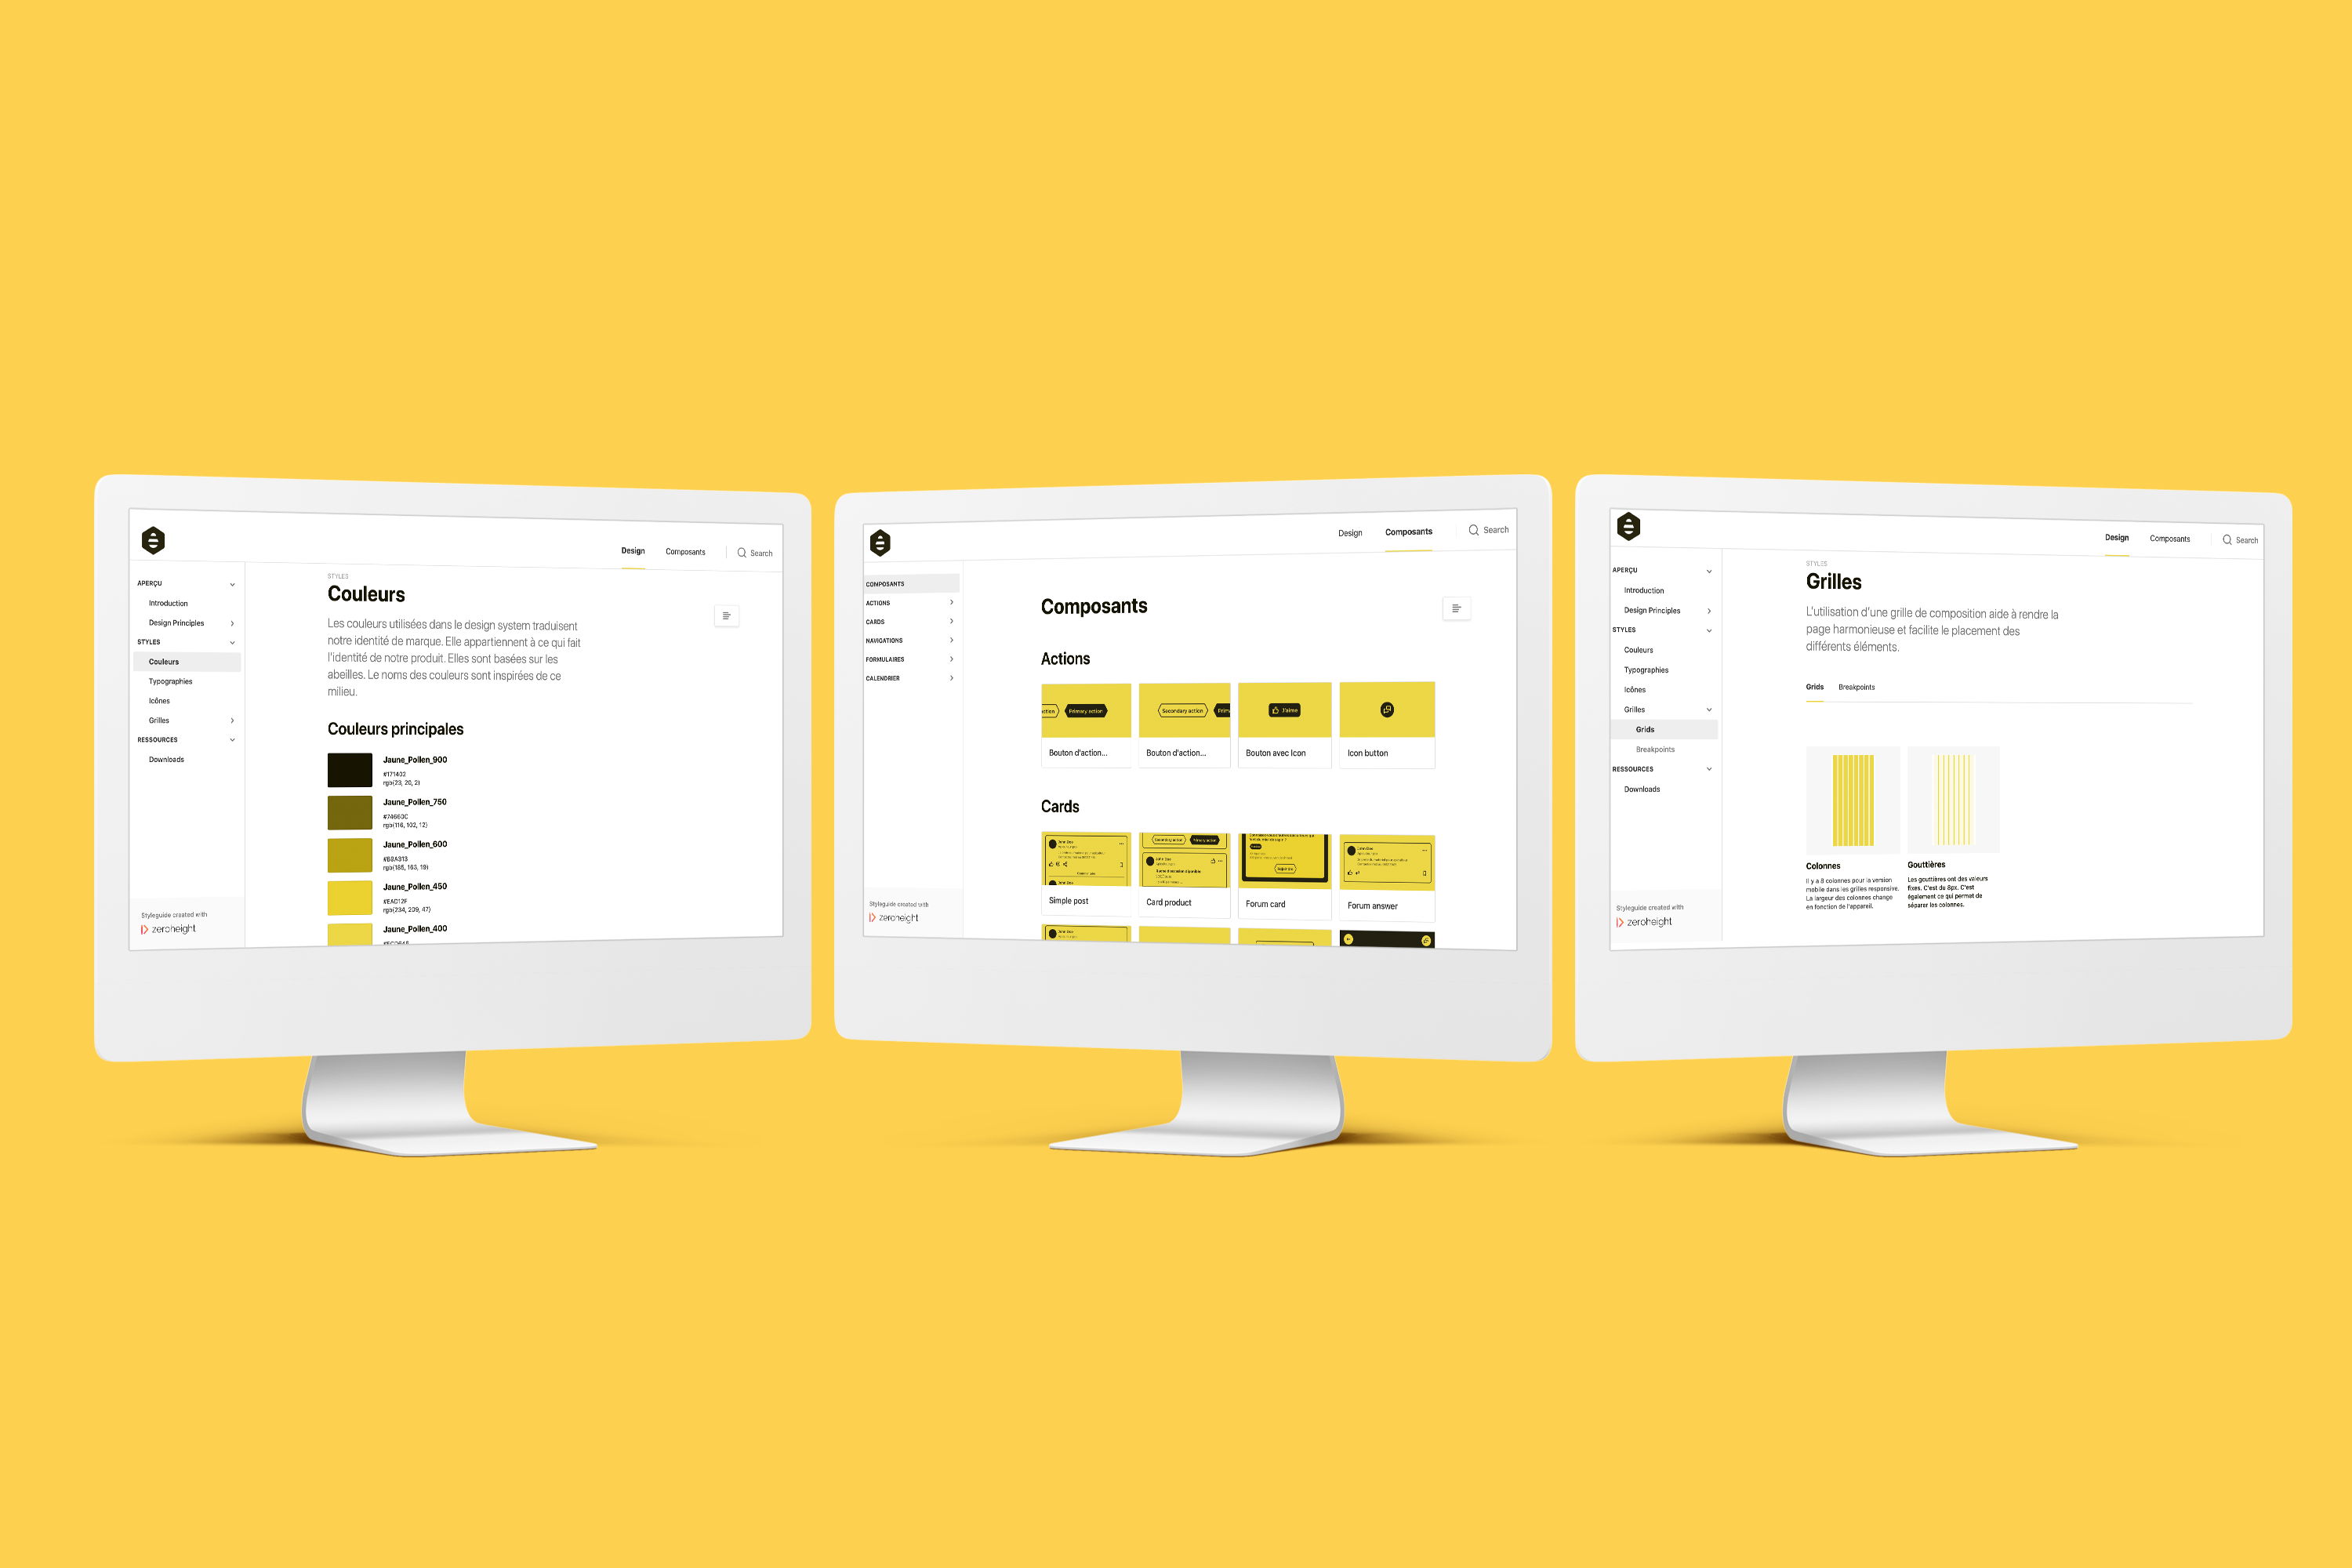 Design
Composants
Search
APERÇU
Introduction
Design Principles
STYLES
Couleurs
Typographies
Icônes
Grilles
RESSOURCES
Downloads
Styleguide created with
zeroheight
STYLES
Couleurs
Les couleurs utilisées dans le design system traduisent
notre identité de marque. Elle appartiennent à ce qui fait
l'identité de notre produit. Elles sont basées sur les
abeilles. Le noms des couleurs sont inspirées de ce
milieu.
Couleurs principales
Jaune_Pollen_900
#171402
rgb(23, 20, 2)
Jaune_Pollen_750
#74660C
rgb(116, 102, 12)
Jaune_Pollen_600
#B8A313
rgb(185, 163, 19)
Jaune_Pollen_450
#EAD12F
rgb(234, 209, 47)
Jaune_Pollen_400
Design
Composants
Search
COMPOSANTS
ACTIONS
CARDS
NAVIGATIONS
FORMULAIRES
CALENDRIER
Styleguide created with
zeroheight
Composants
Actions
Primary action
Secondary action
J'aime
Bouton d'action...
Bouton d'action...
Bouton avec Icon
Icon button
Cards
Simple post
Card product
Forum card
Forum answer
Design
Composants
Search
APERÇU
Introduction
Design Principles
STYLES
Couleurs
Typographies
Icônes
Grilles
Grids
Breakpoints
RESSOURCES
Downloads
Styleguide created with
zeroheight
STYLES
Grilles
L'utilisation d'une grille de composition aide à rendre la
page harmonieuse et facilite le placement des
différents éléments.
Grids
Breakpoints
Colonnes
Il y a 8 colonnes pour la version
mobile dans les grilles responsive.
La largeur des colonnes change
en fonction de l'appareil.
Gouttières
Les gouttières ont des valeurs
fixes. C'est de 8px. C'est
également ce qui permet de
séparer les colonnes.